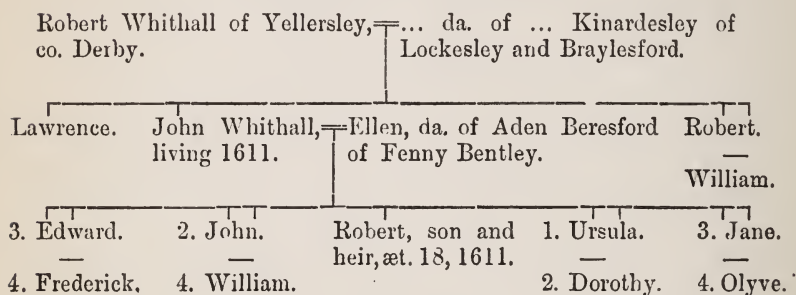 Robert Whithall of Yellersley,=... da. of ... Kinardesley of
co. Derby. Lockesley and Braylesford.
Lawrence. John Whithall,=Ellen, da. of Aden Beresford Robert.
living 1611. of Fenny Bentley. —
William.
3. Edward. 2. John. Robert, son and 1. Ursula. 3. Jane.
— — heir, æt. 18, 1611. — —
4. Frederick. 4. William. 2. Dorothy. 4. Olyve.